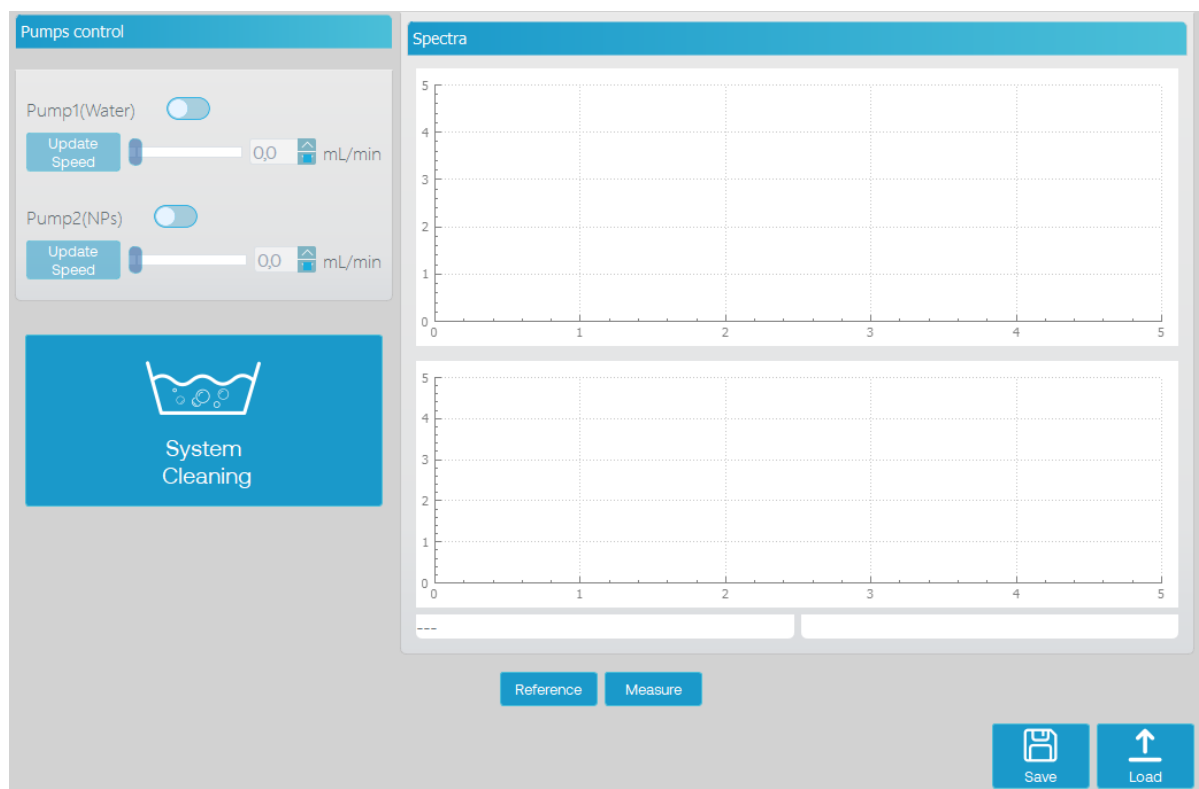 Pumps control
Pump1(Water)
Update
Speed
0,0
mL/min
Pump2(NPs)
Update
Speed
0,0
mL/min
System
Cleaning
Spectra
5
4
3
2
1
0
0 1 2 3 4 5
5
4
3
2
1
0
0 1 2 3 4 5
---
Reference
Measure
Save
Load